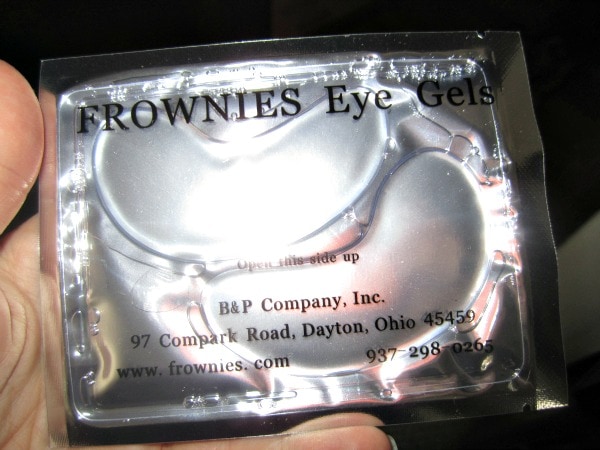 FROWNIES Eye Gels
Open this side up
B&P Company, Inc.
97 Compark Road, Dayton, Ohio 45459
www.frownies.com 937-298-0265